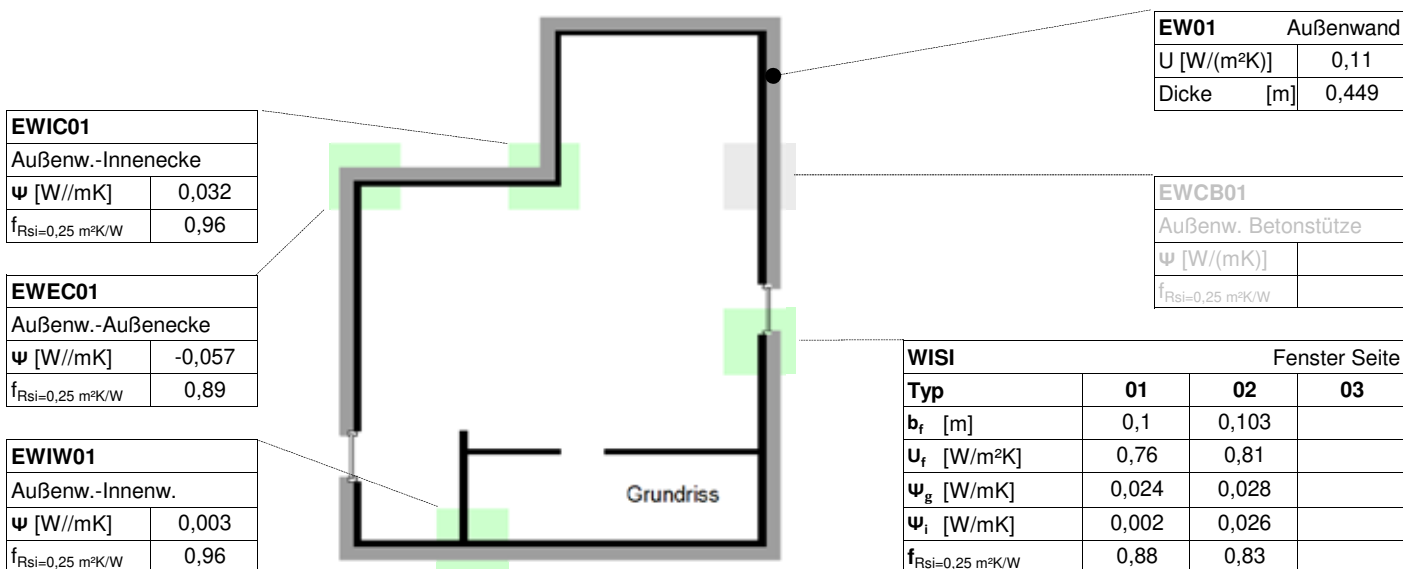 EW01 Außenwand
U [W/(m²K)] 0,11
Dicke [m] 0,449
EWIC01
Außenw.-Innenecke
Ψ [W//mK] 0,032
fRsi=0,25 m²K/W 0,96
EWCB01
Außenw. Betonstütze
Ψ [W/(mK)]
fRsi=0,25 m²K/W
EWEC01
Außenw.-Außenecke
Ψ [W//mK] -0,057
fRsi=0,25 m²K/W 0,89
WISI Fenster Seite
Typ 01 02 03
bf [m] 0,1 0,103
Uf [W/m²K] 0,76 0,81
Ψg [W/mK] 0,024 0,028
Ψi [W/mK] 0,002 0,026
fRsi=0,25 m²K/W 0,88 0,83
EWIW01
Außenw.-Innenw.
Ψ [W//mK] 0,003
fRsi=0,25 m²K/W 0,96
Grundriss